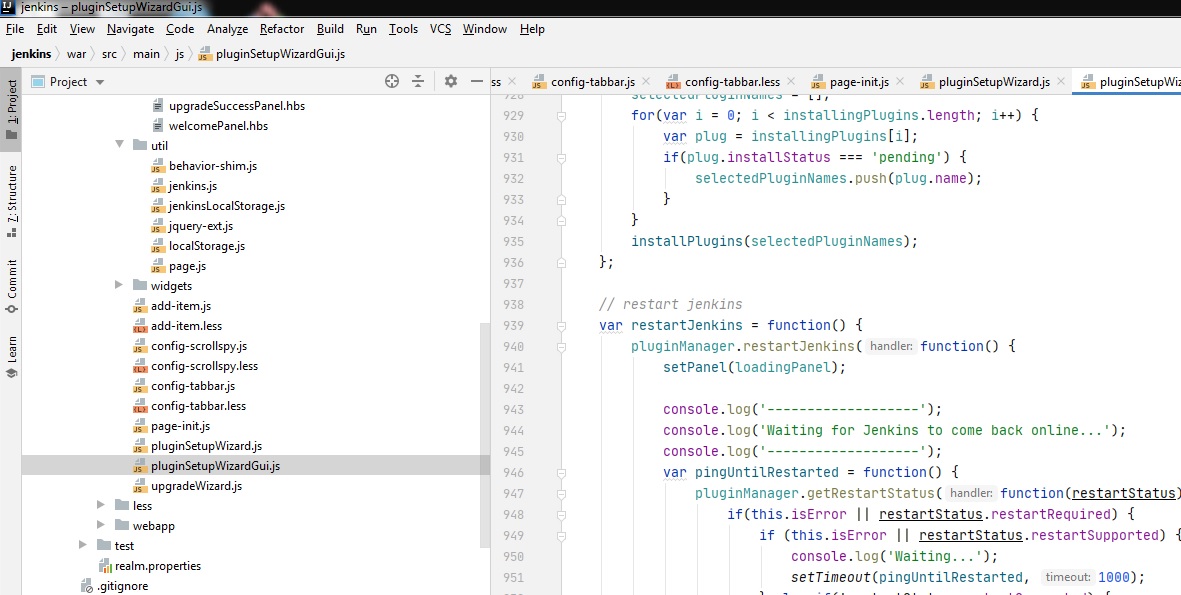 jenkins – pluginSetupWizardGui.js
File Edit View Navigate Code Analyze Refactor Build Run Tools VCS Window Help
jenkins war src main js pluginSetupWizardGui.js
Project
ss config-tabbar.js config-tabbar.less page-init.js pluginSetupWizard.js pluginSetupWiz
1: Project
7: Structure
Commit
Learn
upgradeSuccessPanel.hbs
welcomePanel.hbs
util
behavior-shim.js
jenkins.js
jenkinsLocalStorage.js
jquery-ext.js
localStorage.js
page.js
widgets
add-item.js
add-item.less
config-scrollspy.js
config-scrollspy.less
config-tabbar.js
config-tabbar.less
page-init.js
pluginSetupWizard.js
pluginSetupWizardGui.js
upgradeWizard.js
less
webapp
test
realm.properties
.gitignore
928 selectedPluginNames = [];
929 for(var i = 0; i < installingPlugins.length; i++) {
930 var plug = installingPlugins[i];
931 if(plug.installStatus === 'pending') {
932 selectedPluginNames.push(plug.name);
933 }
934 }
935 installPlugins(selectedPluginNames);
936 };
937
938 // restart jenkins
939 var restartJenkins = function() {
940 pluginManager.restartJenkins( handler: function() {
941 setPanel(loadingPanel);
942
943 console.log('-------------------');
944 console.log('Waiting for Jenkins to come back online...');
945 console.log('-------------------');
946 var pingUntilRestarted = function() {
947 pluginManager.getRestartStatus( handler: function(restartStatus)
948 if(this.isError || restartStatus.restartRequired) {
949 if (this.isError || restartStatus.restartSupported) {
950 console.log('Waiting...');
951 setTimeout(pingUntilRestarted, timeout: 1000);